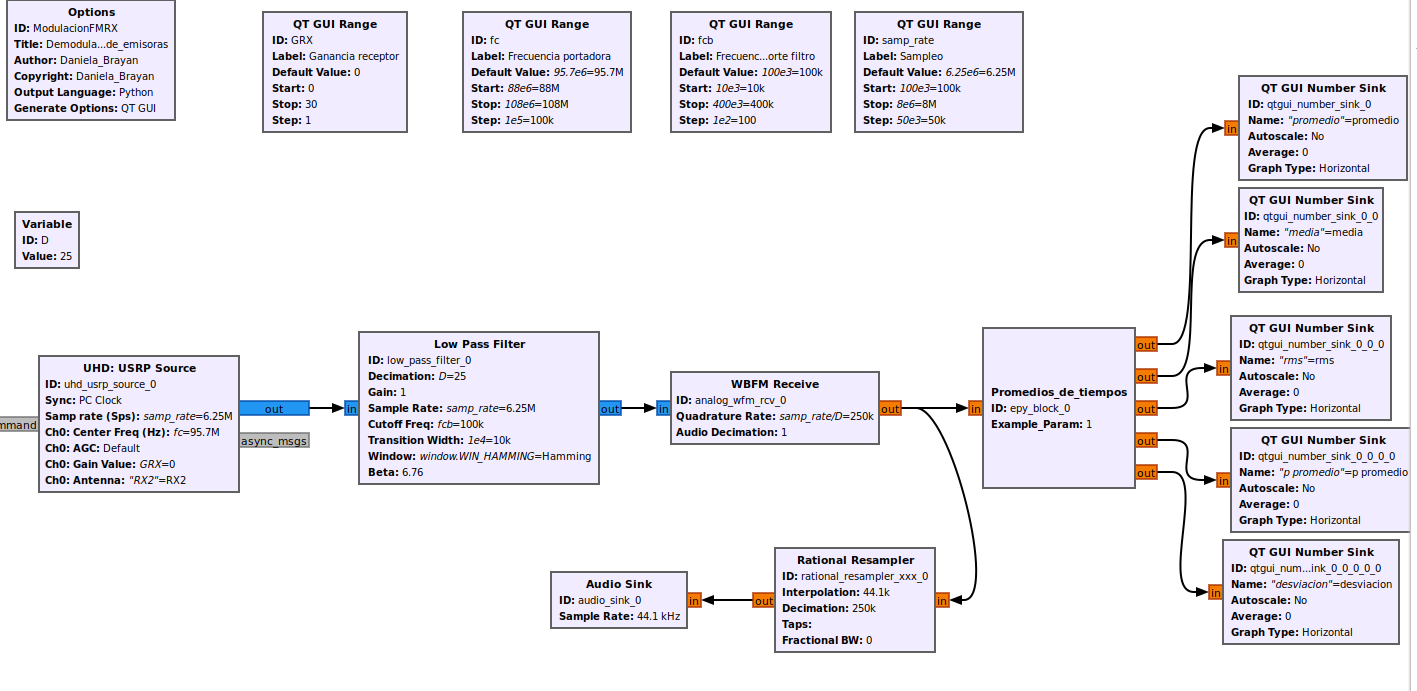 Options
ID: ModulacionFMRX
Title: Demodula...de_emisoras
Author: Daniela_Brayan
Copyright: Daniela_Brayan
Output Language: Python
Generate Options: QT GUI
QT GUI Range
ID: GRX
Label: Ganancia receptor
Default Value: 0
Start: 0
Stop: 30
Step: 1
QT GUI Range
ID: fc
Label: Frecuencia portadora
Default Value: 95.7e6=95.7M
Start: 88e6=88M
Stop: 108e6=108M
Step: 1e5=100k
QT GUI Range
ID: fcb
Label: Frecuenc...orte filtro
Default Value: 100e3=100k
Start: 10e3=10k
Stop: 400e3=400k
Step: 1e2=100
QT GUI Range
ID: samp_rate
Label: Sampleo
Default Value: 6.25e6=6.25M
Start: 100e3=100k
Stop: 8e6=8M
Step: 50e3=50k
Variable
ID: D
Value: 25
mmand
UHD: USRP Source
ID: uhd_usrp_source_0
Sync: PC Clock
Samp rate (Sps): samp_rate=6.25M
Ch0: Center Freq (Hz): fc=95.7M
Ch0: AGC: Default
Ch0: Gain Value: GRX=0
Ch0: Antenna: "RX2"=RX2
out
async_msgs
in
Low Pass Filter
ID: low_pass_filter_0
Decimation: D=25
Gain: 1
Sample Rate: samp_rate=6.25M
Cutoff Freq: fcb=100k
Transition Width: 1e4=10k
Window: window.WIN_HAMMING=Hamming
Beta: 6.76
out
in
WBFM Receive
ID: analog_wfm_rcv_0
Quadrature Rate: samp_rate/D=250k
Audio Decimation: 1
out
in
Promedios_de_tiempos
ID: epy_block_0
Example_Param: 1
out
out
out
out
out
in
QT GUI Number Sink
ID: qtgui_number_sink_0
Name: "promedio"=promedio
Autoscale: No
Average: 0
Graph Type: Horizontal
in
QT GUI Number Sink
ID: qtgui_number_sink_0_0
Name: "media"=media
Autoscale: No
Average: 0
Graph Type: Horizontal
in
QT GUI Number Sink
ID: qtgui_number_sink_0_0_0
Name: "rms"=rms
Autoscale: No
Average: 0
Graph Type: Horizontal
in
QT GUI Number Sink
ID: qtgui_number_sink_0_0_0_0
Name: "p promedio"=p promedio
Autoscale: No
Average: 0
Graph Type: Horizontal
in
QT GUI Number Sink
ID: qtgui_num...ink_0_0_0_0_0
Name: "desviacion"=desviacion
Autoscale: No
Average: 0
Graph Type: Horizontal
Audio Sink
ID: audio_sink_0
Sample Rate: 44.1 kHz
in
out
Rational Resampler
ID: rational_resampler_xxx_0
Interpolation: 44.1k
Decimation: 250k
Taps:
Fractional BW: 0
in